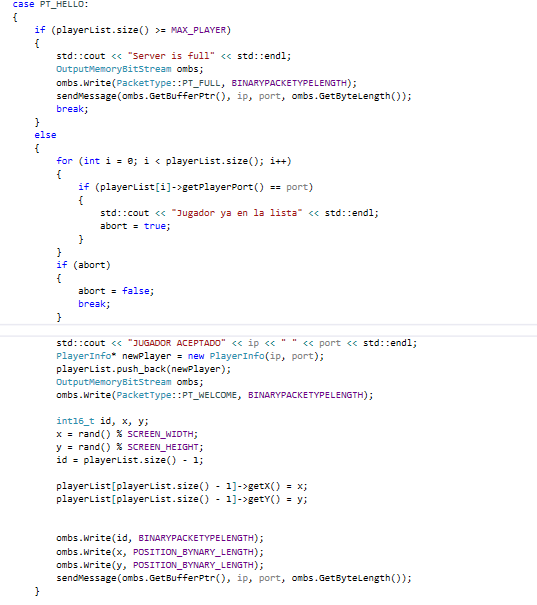 case PT_HELLO:
{
if (playerList.size() >= MAX_PLAYER)
{
std::cout << "Server is full" << std::endl;
OutputMemoryBitStream ombs;
ombs.Write(PacketType::PT_FULL, BINARYPACKETYPELENGTH);
sendMessage(ombs.GetBufferPtr(), ip, port, ombs.GetByteLength());
break;
}
else
{
for (int i = 0; i < playerList.size(); i++)
{
if (playerList[i]->getPlayerPort() == port)
{
std::cout << "Jugador ya en la lista" << std::endl;
abort = true;
}
}
if (abort)
{
abort = false;
break;
}
std::cout << "JUGADOR ACEPTADO" << ip << " " << port << std::endl;
PlayerInfo* newPlayer = new PlayerInfo(ip, port);
playerList.push_back(newPlayer);
OutputMemoryBitStream ombs;
ombs.Write(PacketType::PT_WELCOME, BINARYPACKETYPELENGTH);
int16_t id, x, y;
x = rand() % SCREEN_WIDTH;
y = rand() % SCREEN_HEIGHT;
id = playerList.size() - 1;
playerList[playerList.size() - 1]->getX() = x;
playerList[playerList.size() - 1]->getY() = y;
ombs.Write(id, BINARYPACKETYPELENGTH);
ombs.Write(x, POSITION_BYNARY_LENGTH);
ombs.Write(y, POSITION_BYNARY_LENGTH);
sendMessage(ombs.GetBufferPtr(), ip, port, ombs.GetByteLength());
}